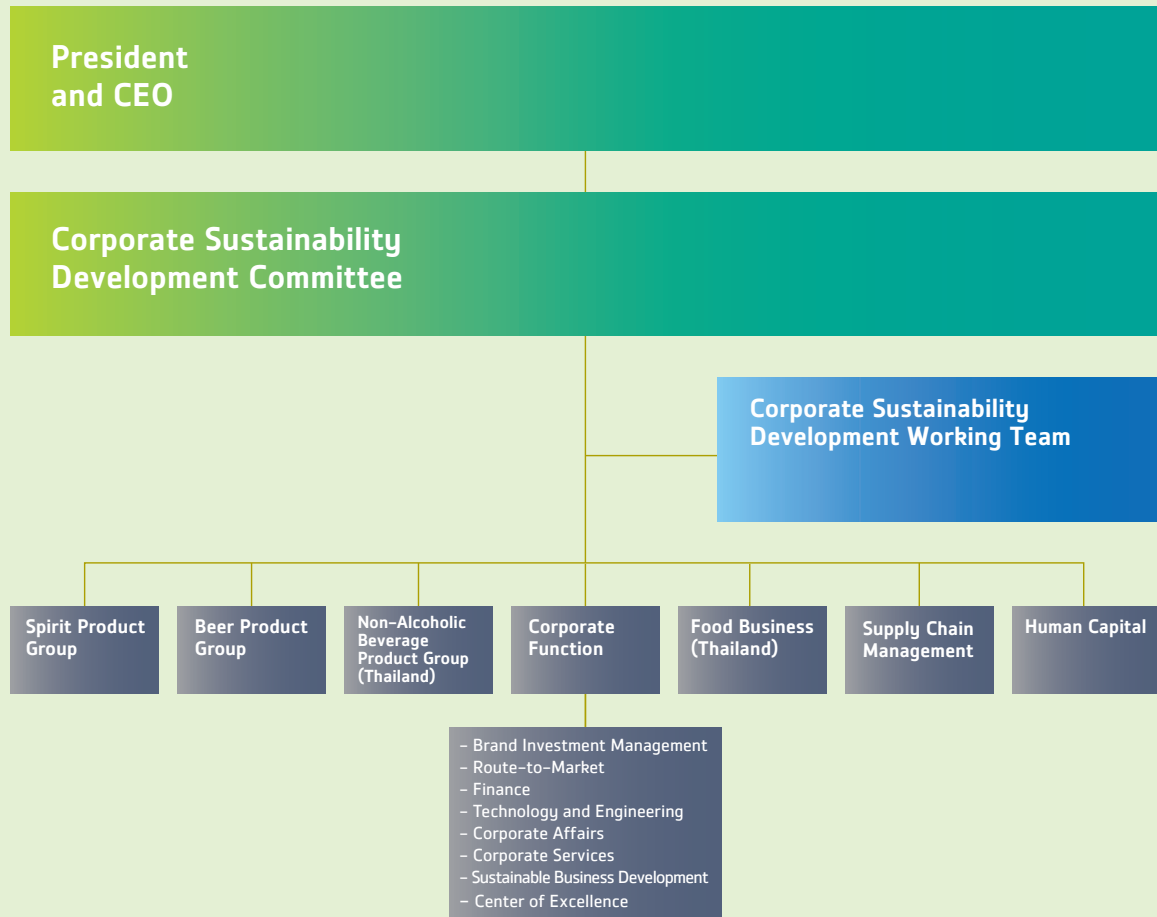 President
and CEO
Corporate Sustainability
Development Committee
Corporate Sustainability
Development Working Team
Spirit Product
Group
Beer Product
Group
Non-Alcoholic
Beverage
Product Group
(Thailand)
Corporate
Function
Food Business
(Thailand)
Supply Chain
Management
Human Capital
- Brand Investment Management
- Route-to-Market
- Finance
- Technology and Engineering
- Corporate Affairs
- Corporate Services
- Sustainable Business Development
- Center of Excellence